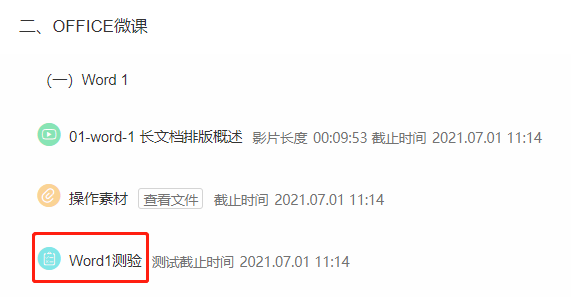 二、OFFICE微课
（一）Word 1
01-word-1 长文档排版概述 影片长度 00:09:53 截止时间 2021.07.01 11:14
操作素材 查看文件 截止时间 2021.07.01 11:14
Word1测验 测试截止时间 2021.07.01 11:14